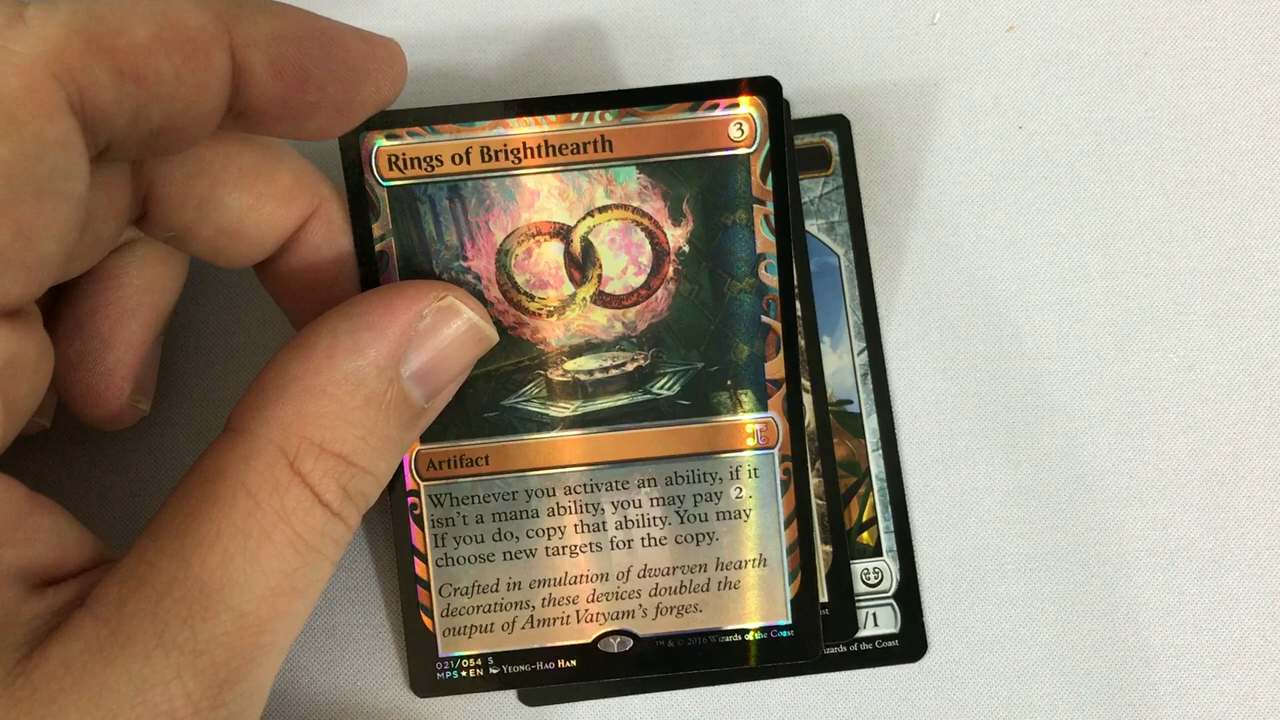 Rings of Brighthearth 3
Artifact
Whenever you activate an ability, if it
isn't a mana ability, you may pay 2.
If you do, copy that ability. You may
choose new targets for the copy.
Crafted in emulation of dwarven hearth
decorations, these devices doubled the
output of Amrit Vatyam's forges.
™ & © 2016 Wizards of the Coast
021/054 S
MPS★EN Yeong-Hao Han
/1
izards of the Coast